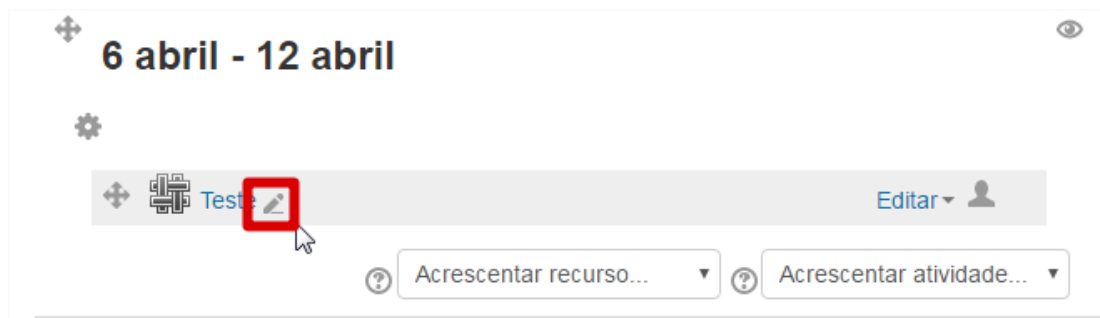 6 abril - 12 abril
Teste Editar
Acrescentar recurso... Acrescentar atividade...